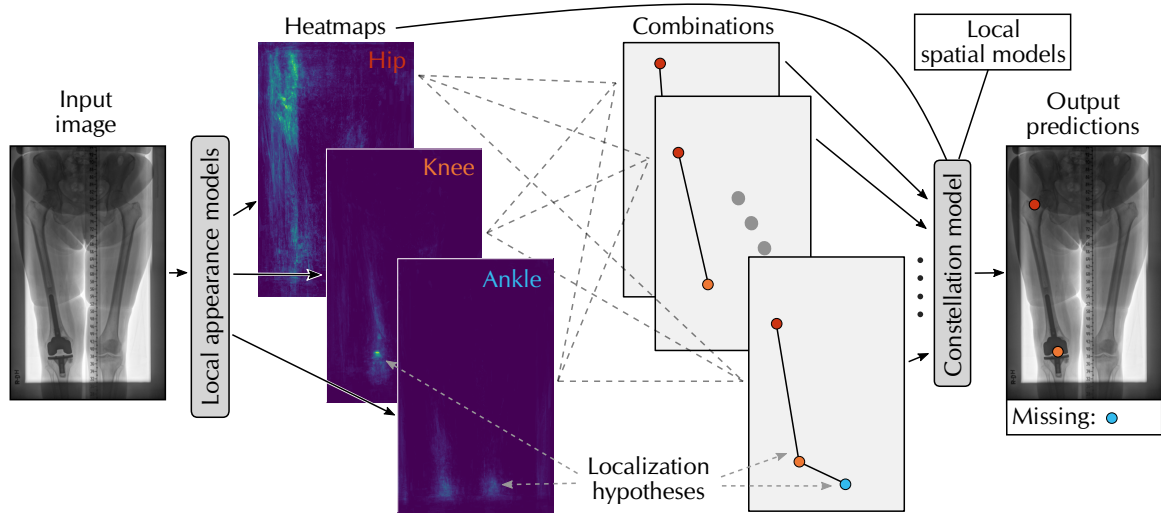 Heatmaps
Combinations
Local
spatial models
Input
image
Hip
Output
predictions
Local appearance models
Knee
Constellation model
Ankle
Missing:
Localization
hypotheses